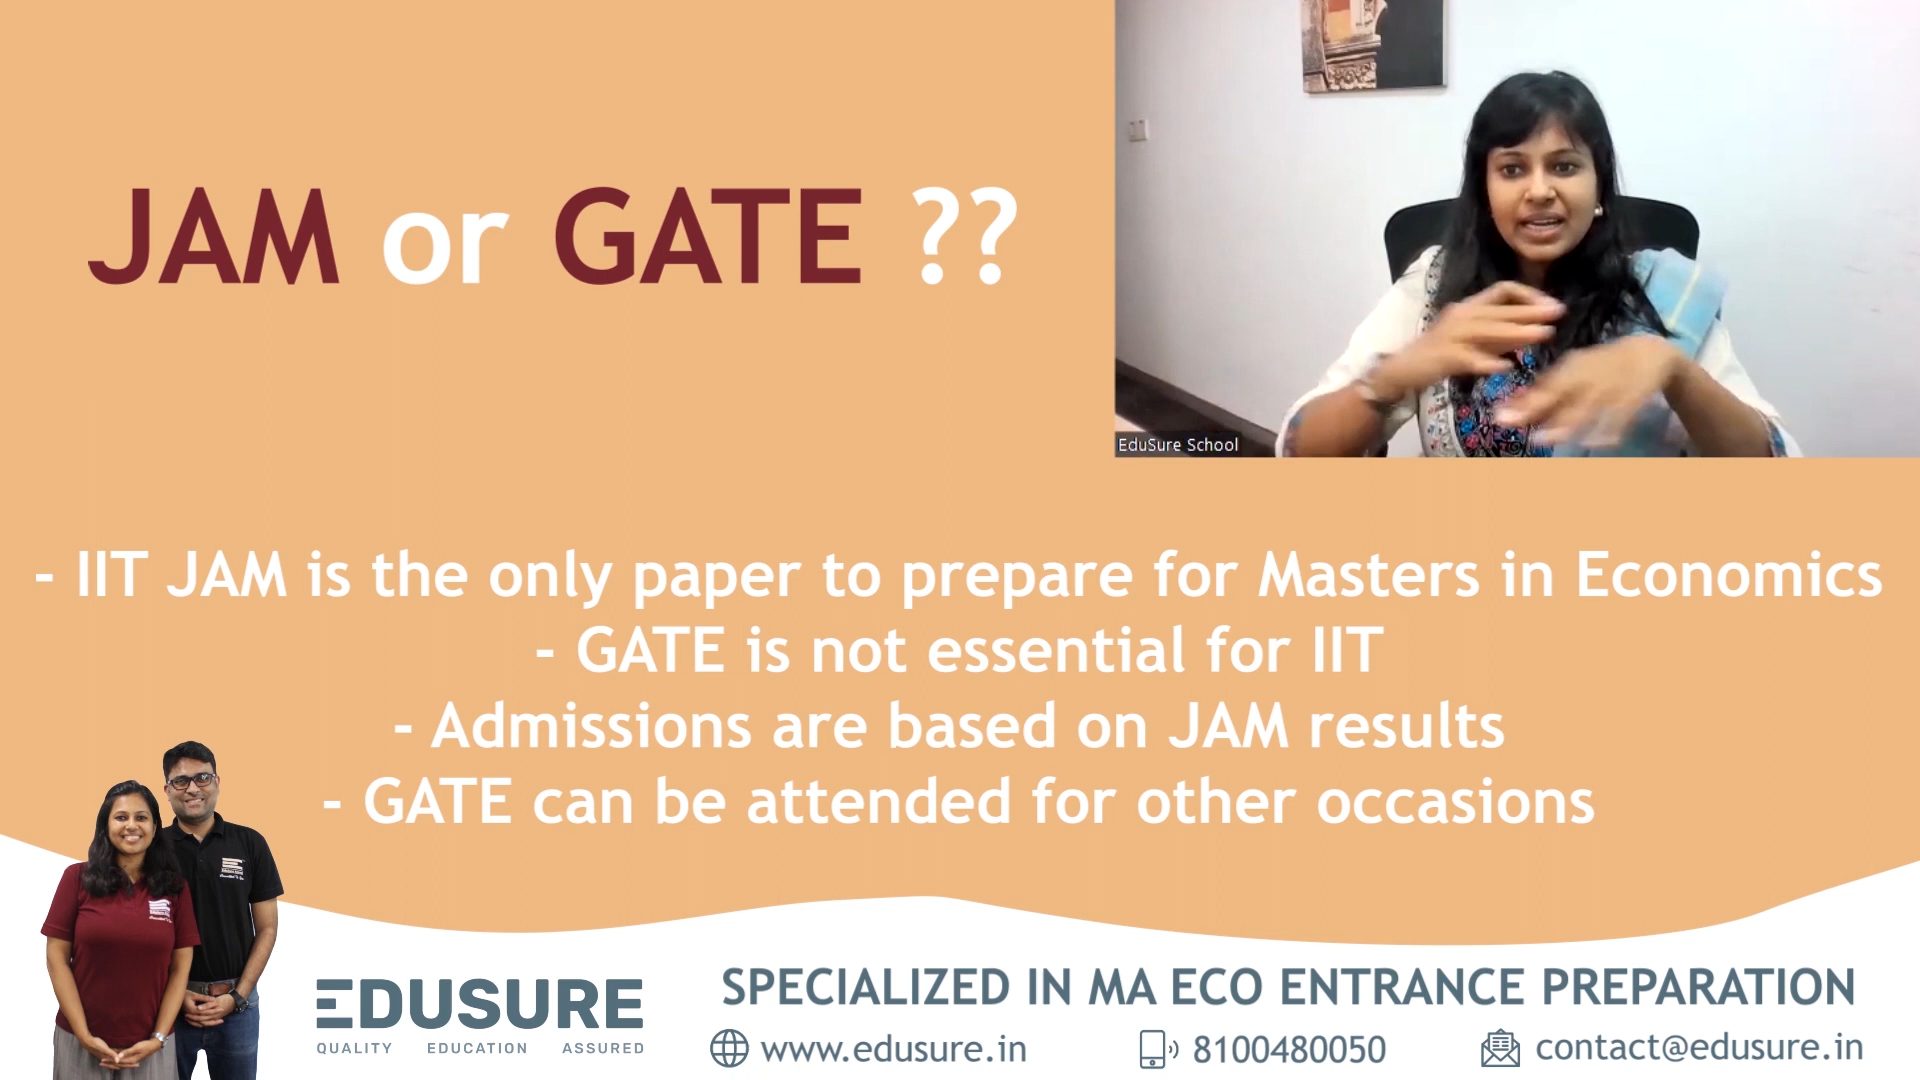 JAM or GATE ??
EduSure School
- IIT JAM is the only paper to prepare for Masters in Economics
- GATE is not essential for IIT
- Admissions are based on JAM results
- GATE can be attended for other occasions
EDUSURE
QUALITY EDUCATION ASSURED
SPECIALIZED IN MA ECO ENTRANCE PREPARATION
www.edusure.in
8100480050
contact@edusure.in